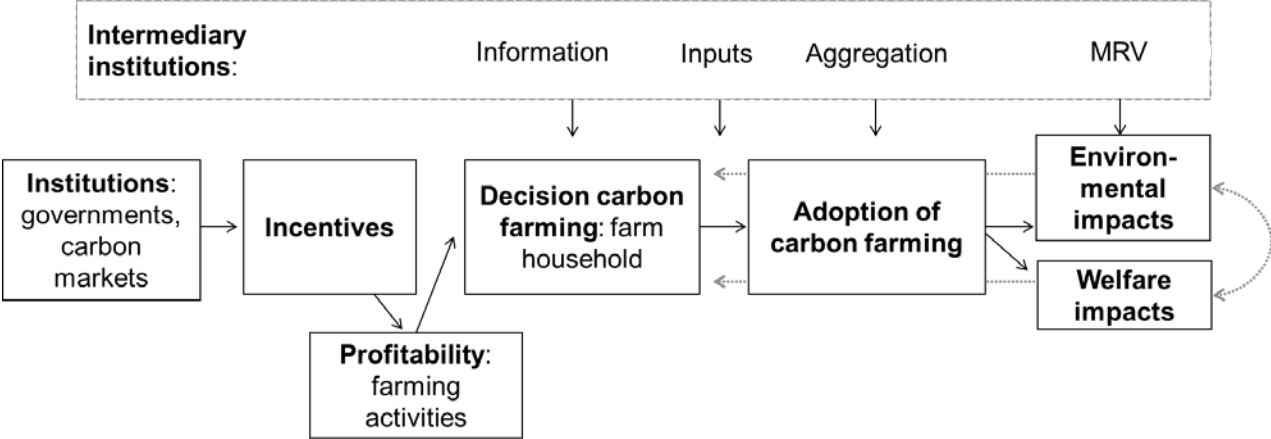 Intermediary
institutions:
Information
Inputs
Aggregation
MRV
Institutions:
governments,
carbon
markets
Incentives
Profitability:
farming
activities
Decision carbon
farming: farm
household
Adoption of
carbon farming
Environ-
mental
impacts
Welfare
impacts